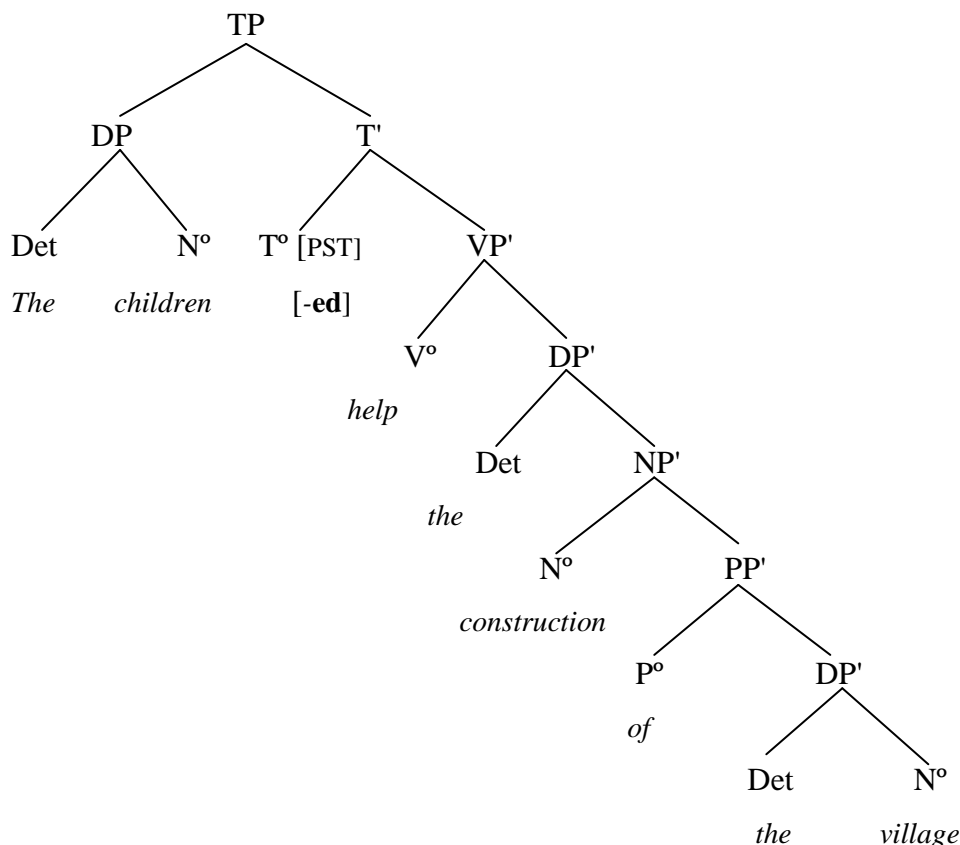 TP
DP T'
Det Nº Tº [PST] VP'
The children [-ed]
Vº DP'
help
Det NP'
the
Nº PP'
construction
Pº DP'
of
Det Nº
the village